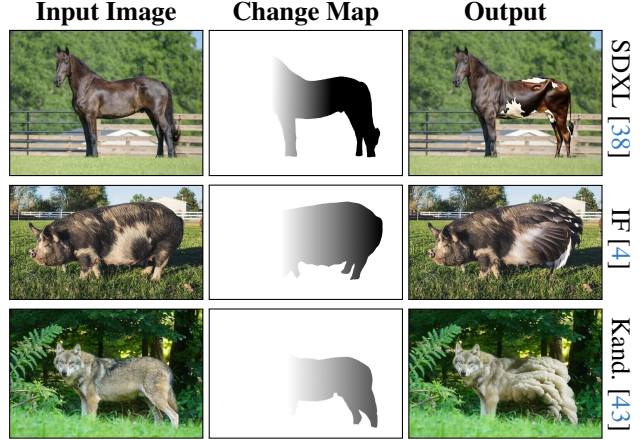 Input Image Change Map Output
SDXL [38]
IF [4]
Kand. [43]